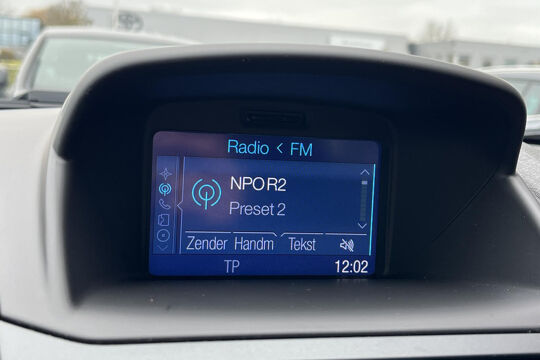 Radio < FM
NPO R2
Preset 2
Zender Handm Tekst
TP 12:02